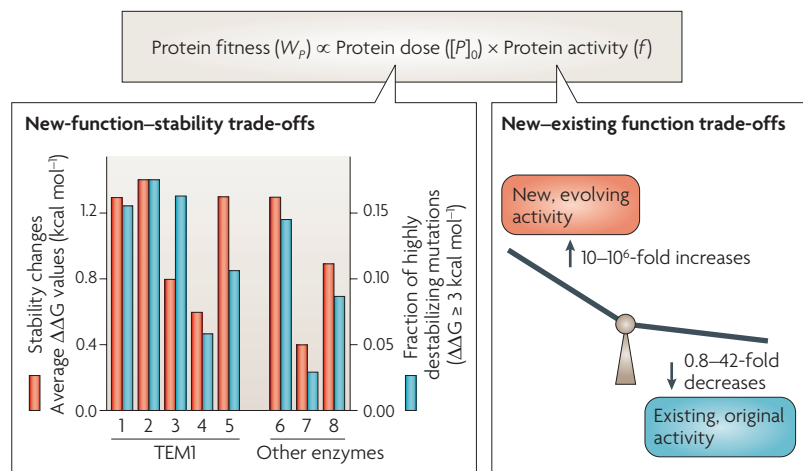 Protein fitness (Wₚ) ∝ Protein dose ([P]₀) × Protein activity (f)
New-function–stability trade-offs
Stability changes
Average ΔΔG values (kcal mol⁻¹)
1.2
0.8
0.4
0.0
0.15
0.10
0.05
0.00
Fraction of highly
destabilizing mutations
(ΔΔG ≥ 3 kcal mol⁻¹)
1 2 3 4 5 6 7 8
TEM1 Other enzymes
New–existing function trade-offs
New, evolving
activity
10–10⁶-fold increases
0.8–42-fold
decreases
Existing, original
activity